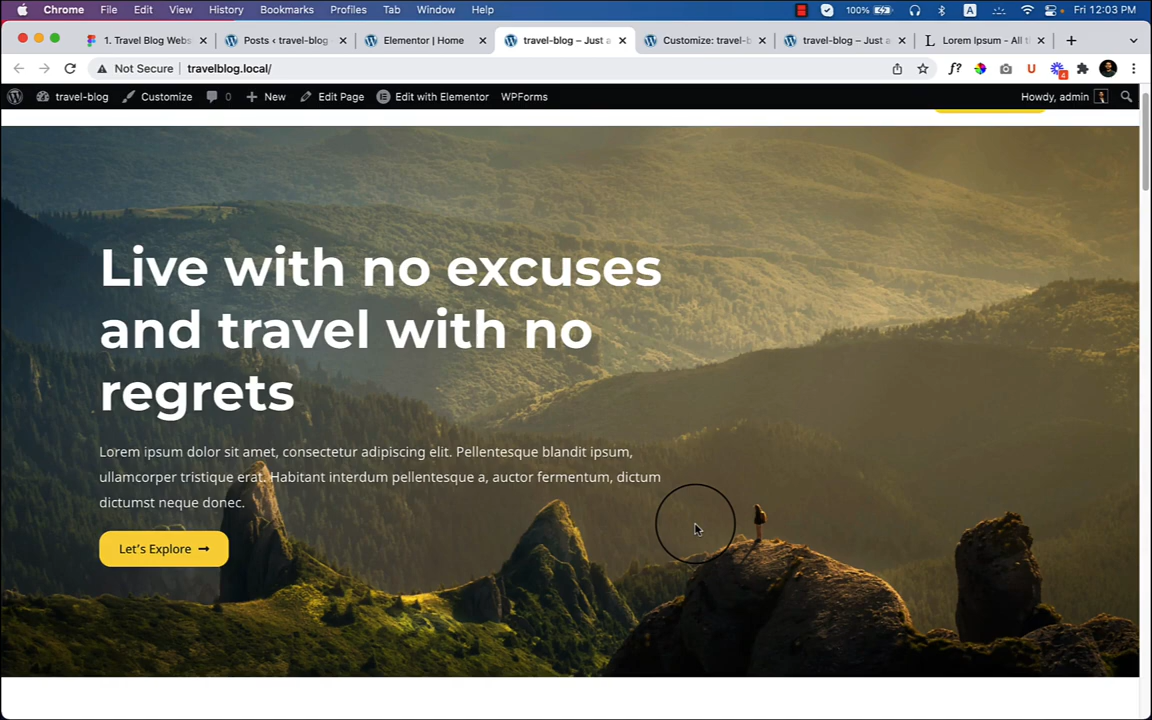 Chrome File Edit View History Bookmarks Profiles Tab Window Help 100% A Fri 12:03 PM
1. Travel Blog Webs Posts ‹ travel-blog Elementor | Home travel-blog – Just a Customize: travel-b travel-blog – Just a Lorem Ipsum - All t
Not Secure travelblog.local/ f? U 4
travel-blog Customize 0 New Edit Page Edit with Elementor WPForms Howdy, admin
Live with no excuses
and travel with no
regrets
Lorem ipsum dolor sit amet, consectetur adipiscing elit. Pellentesque blandit ipsum,
ullamcorper tristique erat. Habitant interdum pellentesque a, auctor fermentum, dictum
dictumst neque donec.
Let's Explore